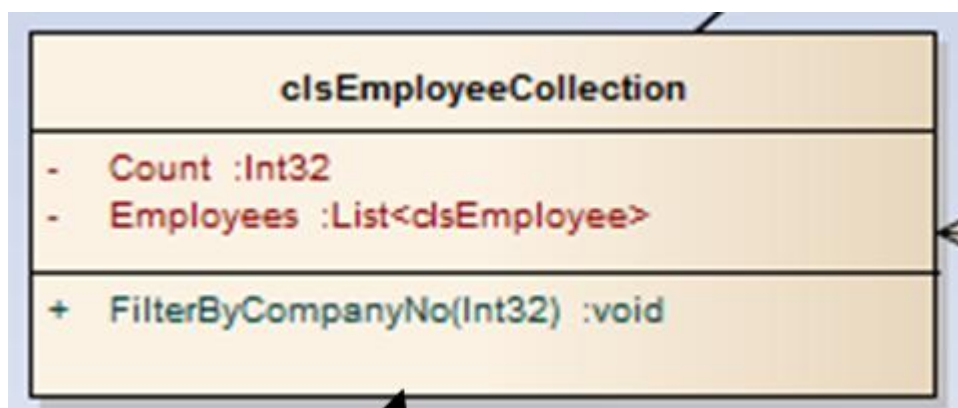 clsEmployeeCollection
- Count :Int32
- Employees :List<clsEmployee>
+ FilterByCompanyNo(Int32) :void